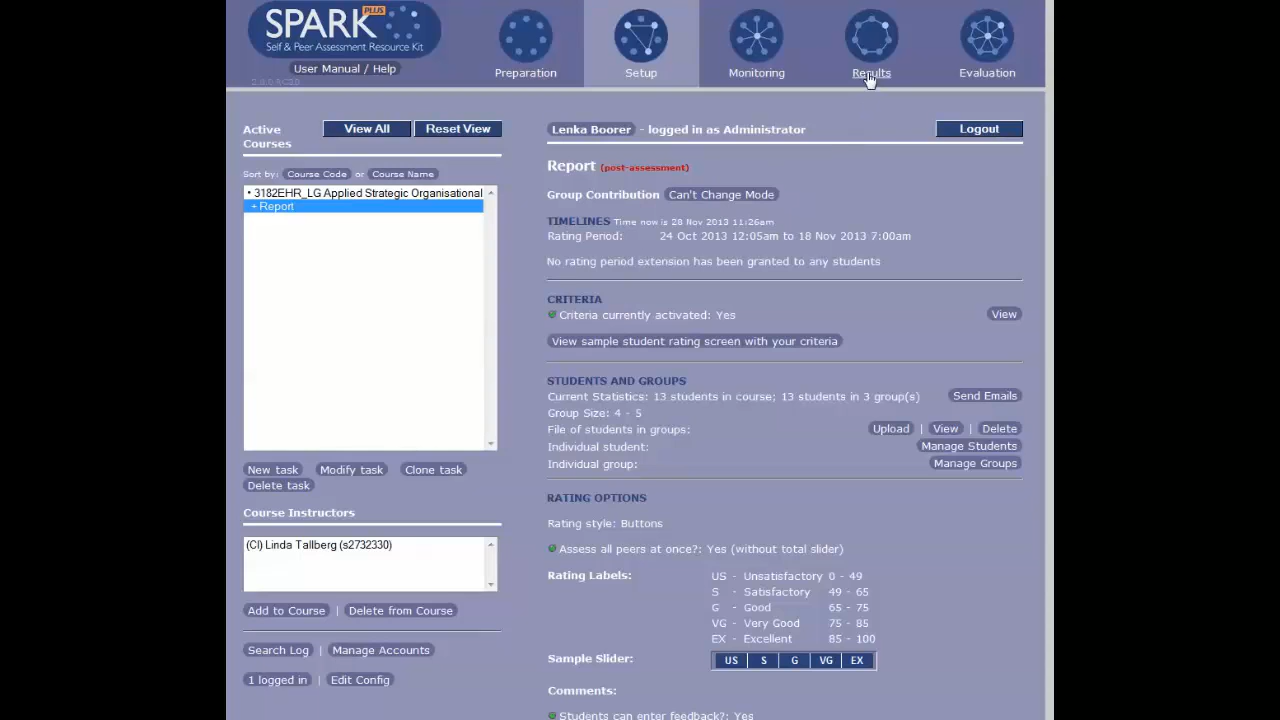 SPARK PLUS
Self & Peer Assessment Resource Kit
User Manual / Help
Preparation
Setup
Monitoring
Results
Evaluation
Active Courses
View All
Reset View
Sort by: Course Code or Course Name
• 3182EHR_LG Applied Strategic Organisational
+ Report
New task
Modify task
Clone task
Delete task
Course Instructors
(CI) Linda Tallberg (s2732330)
Add to Course | Delete from Course
Search Log | Manage Accounts
1 logged in | Edit Config
Lenka Boorer - logged in as Administrator
Logout
Report (post-assessment)
Group Contribution Can't Change Mode
TIMELINES Time now is 28 Nov 2013 11:26am
Rating Period: 24 Oct 2013 12:05am to 18 Nov 2013 7:00am
No rating period extension has been granted to any students
CRITERIA
Criteria currently activated: Yes
View
View sample student rating screen with your criteria
STUDENTS AND GROUPS
Current Statistics: 13 students in course; 13 students in 3 group(s)
Send Emails
Group Size: 4 - 5
File of students in groups: Upload | View | Delete
Individual student: Manage Students
Individual group: Manage Groups
RATING OPTIONS
Rating style: Buttons
Assess all peers at once?: Yes (without total slider)
Rating Labels: US - Unsatisfactory 0 - 49
S - Satisfactory 49 - 65
G - Good 65 - 75
VG - Very Good 75 - 85
EX - Excellent 85 - 100
Sample Slider: US S G VG EX
Comments:
Students can enter feedback?: Yes